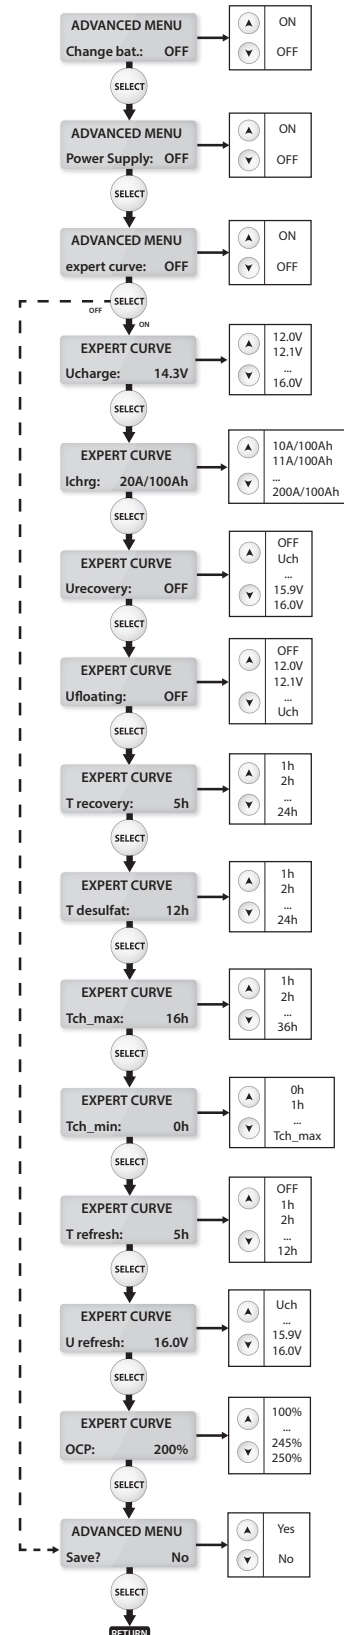 ADVANCED MENU
Change bat.: OFF
ON
OFF
SELECT
ADVANCED MENU
Power Supply: OFF
ON
OFF
SELECT
ADVANCED MENU
expert curve: OFF
ON
OFF
OFF
SELECT
ON
EXPERT CURVE
Ucharge: 14.3V
12.0V
12.1V
...
16.0V
SELECT
EXPERT CURVE
Ichrg: 20A/100Ah
10A/100Ah
11A/100Ah
...
200A/100Ah
SELECT
EXPERT CURVE
Urecovery: OFF
OFF
Uch
...
15.9V
16.0V
SELECT
EXPERT CURVE
Ufloating: OFF
OFF
12.0V
12.1V
...
Uch
SELECT
EXPERT CURVE
T recovery: 5h
1h
2h
...
24h
SELECT
EXPERT CURVE
T desulfat: 12h
1h
2h
...
24h
SELECT
EXPERT CURVE
Tch_max: 16h
1h
2h
...
36h
SELECT
EXPERT CURVE
Tch_min: 0h
0h
1h
...
Tch_max
SELECT
EXPERT CURVE
T refresh: 5h
OFF
1h
2h
...
12h
SELECT
EXPERT CURVE
U refresh: 16.0V
Uch
...
15.9V
16.0V
SELECT
EXPERT CURVE
OCP: 200%
100%
...
245%
250%
SELECT
ADVANCED MENU
Save? No
Yes
No
SELECT
RETURN